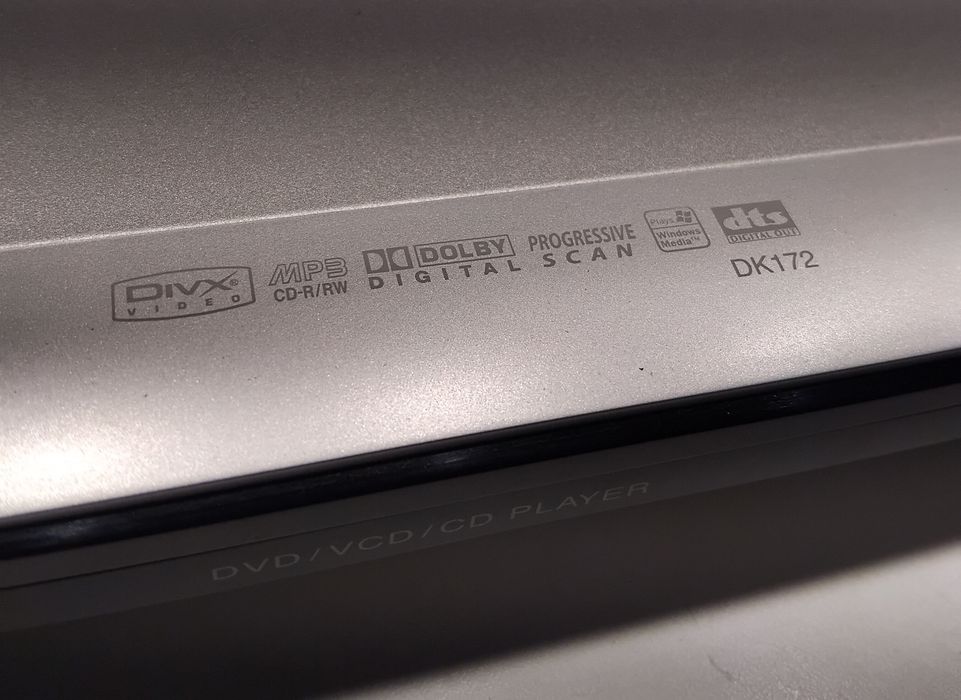 DIVX®
VIDEO
MP3
CD-R/RW
DOLBY
DIGITAL
PROGRESSIVE
SCAN
Plays
Windows
Media™
dts
DIGITAL OUT
DK172
DVD/VCD/CD PLAYER